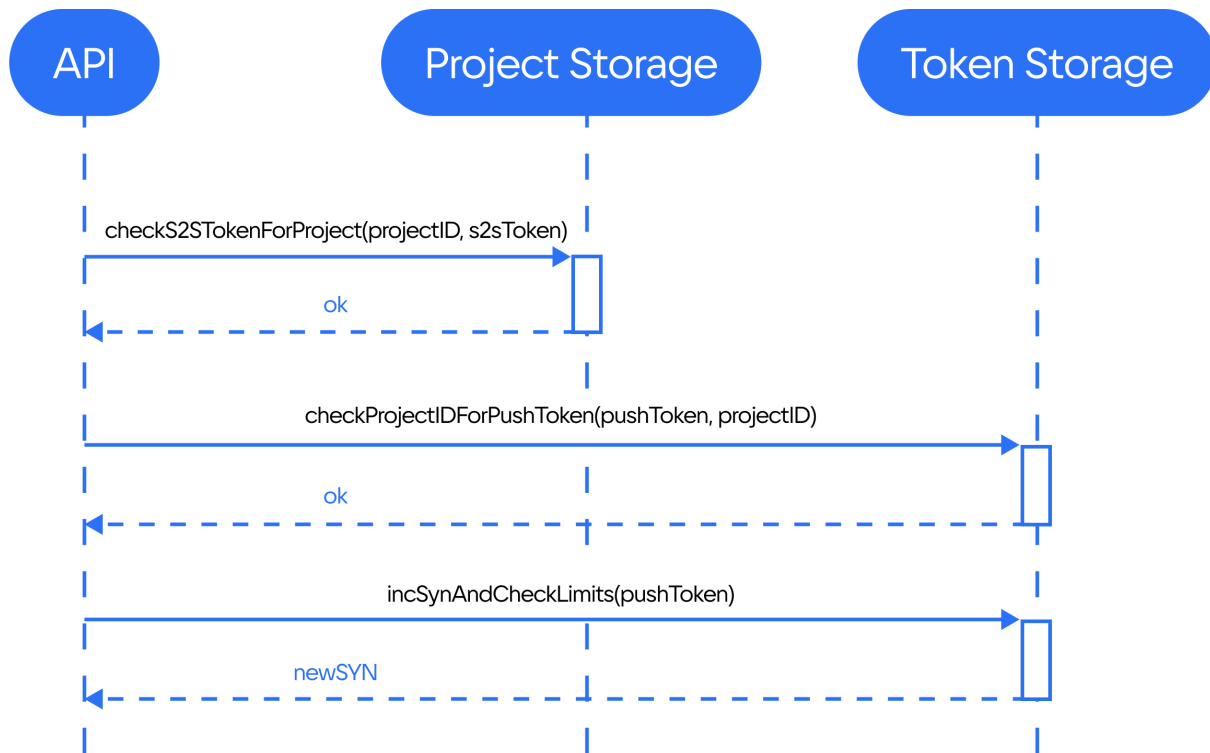 API
Project Storage
Token Storage
checkS2STokenForProject(projectID, s2sToken)
ok
checkProjectIDForPushToken(pushToken, projectID)
ok
incSynAndCheckLimits(pushToken)
newSYN